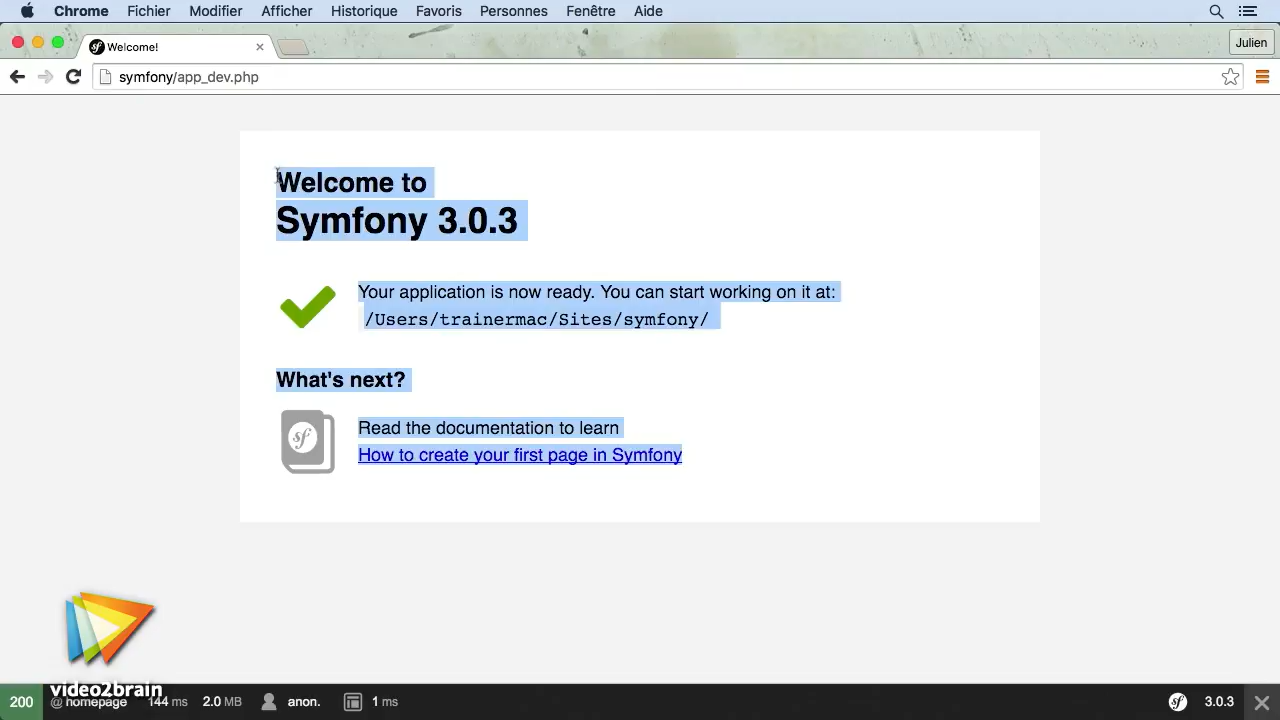 Chrome Fichier Modifier Afficher Historique Favoris Personnes Fenêtre Aide
sf Welcome! Julien
symfony/app_dev.php
Welcome to
Symfony 3.0.3
Your application is now ready. You can start working on it at:
/Users/trainermac/Sites/symfony/
What's next?
sf
Read the documentation to learn
How to create your first page in Symfony
video2brain
200 @ homepage 144 ms 2.0 MB anon. 1 ms sf 3.0.3